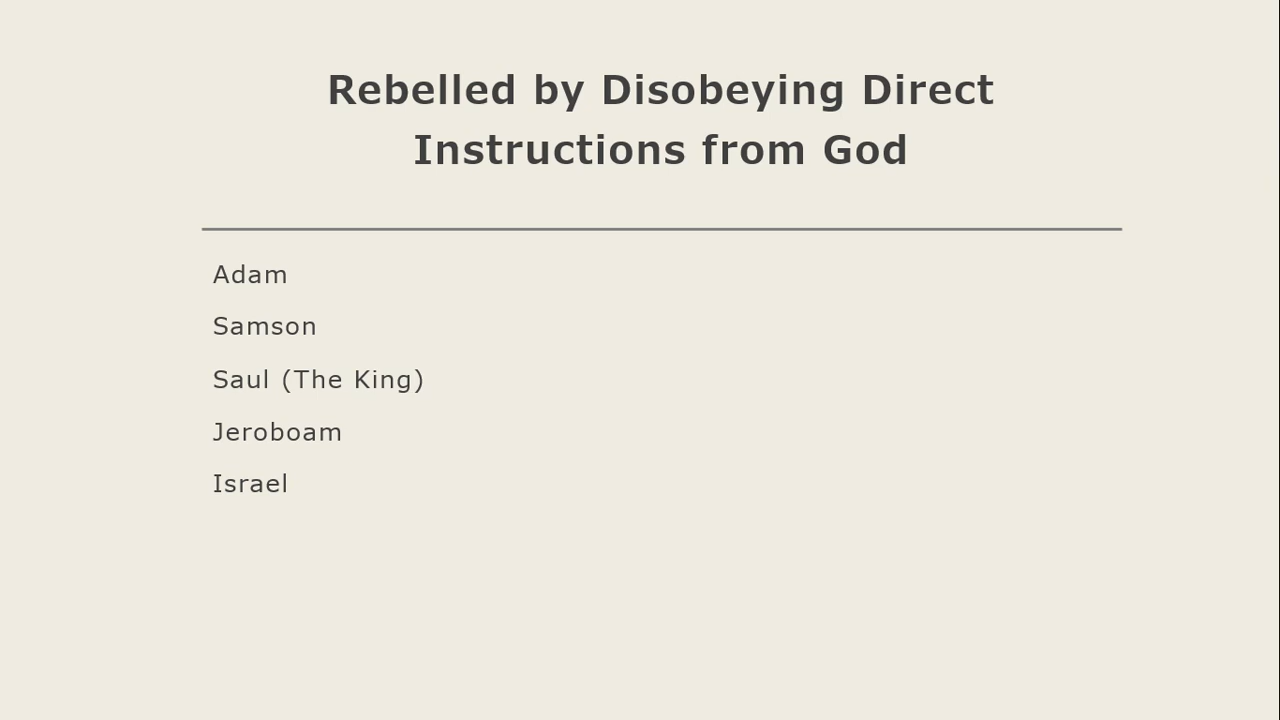 Rebelled by Disobeying Direct
Instructions from God
Adam
Samson
Saul (The King)
Jeroboam
Israel